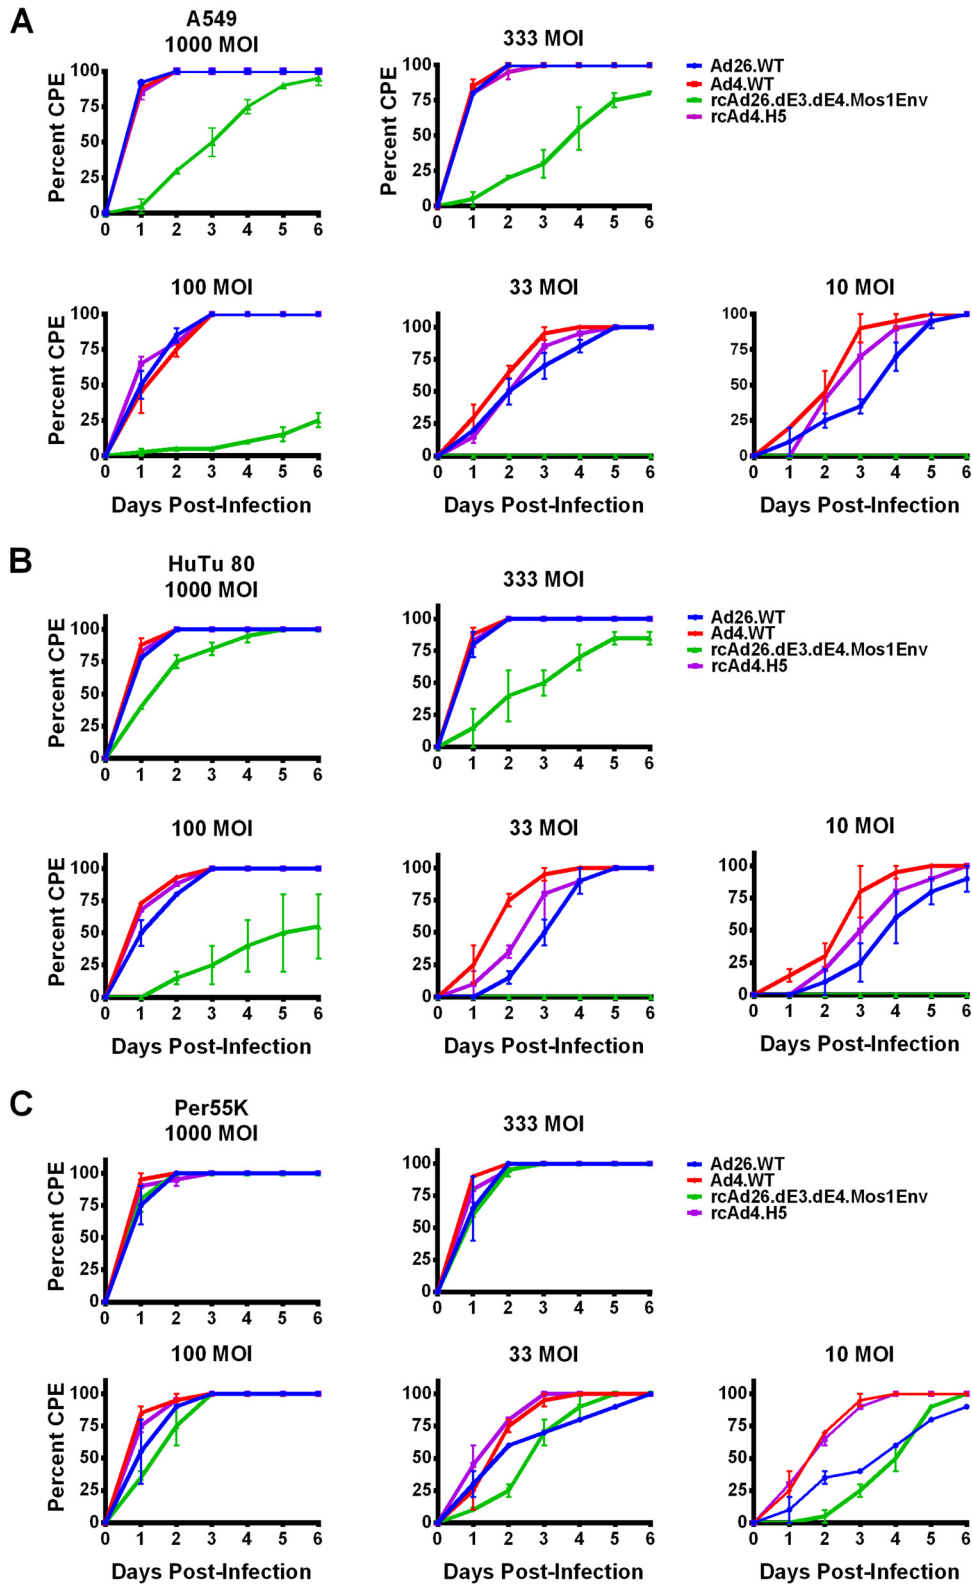 A
A549
1000 MOI
333 MOI
Percent CPE
100
75
50
25
0
0 1 2 3 4 5 6
Percent CPE
100
75
50
25
0
0 1 2 3 4 5 6
Ad26.WT
Ad4.WT
rcAd26.dE3.dE4.Mos1Env
rcAd4.H5
100 MOI
33 MOI
10 MOI
Percent CPE
100
75
50
25
0
0 1 2 3 4 5 6
100
75
50
25
0
0 1 2 3 4 5 6
100
75
50
25
0
0 1 2 3 4 5 6
Days Post-Infection
Days Post-Infection
Days Post-Infection
B
HuTu 80
1000 MOI
333 MOI
Percent CPE
100
75
50
25
0
0 1 2 3 4 5 6
100
75
50
25
0
0 1 2 3 4 5 6
Ad26.WT
Ad4.WT
rcAd26.dE3.dE4.Mos1Env
rcAd4.H5
100 MOI
33 MOI
10 MOI
Percent CPE
100
75
50
25
0
0 1 2 3 4 5 6
100
75
50
25
0
0 1 2 3 4 5 6
100
75
50
25
0
0 1 2 3 4 5 6
Days Post-Infection
Days Post-Infection
Days Post-Infection
C
Per55K
1000 MOI
333 MOI
Percent CPE
100
75
50
25
0
0 1 2 3 4 5 6
100
75
50
25
0
0 1 2 3 4 5 6
Ad26.WT
Ad4.WT
rcAd26.dE3.dE4.Mos1Env
rcAd4.H5
100 MOI
33 MOI
10 MOI
Percent CPE
100
75
50
25
0
0 1 2 3 4 5 6
100
75
50
25
0
0 1 2 3 4 5 6
100
75
50
25
0
0 1 2 3 4 5 6
Days Post-Infection
Days Post-Infection
Days Post-Infection